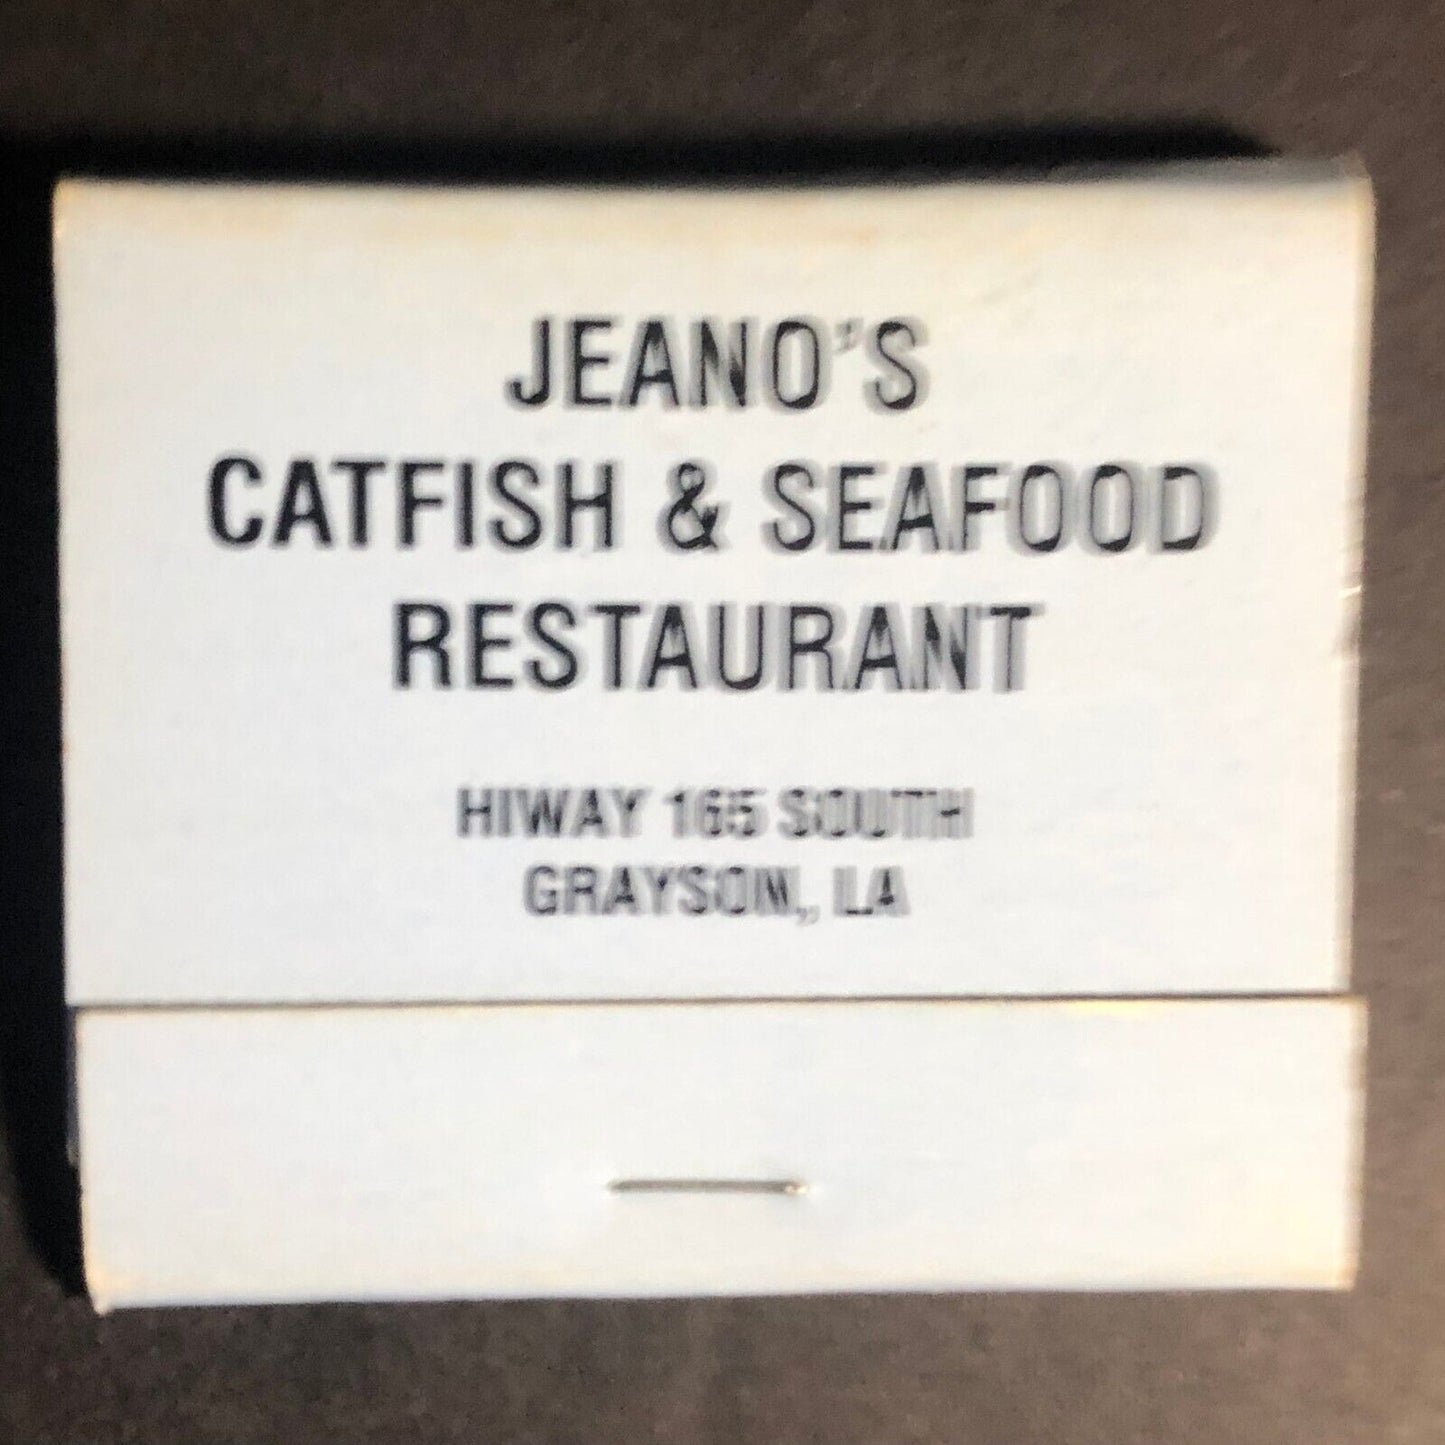 JEANO'S
CATFISH & SEAFOOD
RESTAURANT
HIWAY 165 SOUTH
GRAYSON, LA